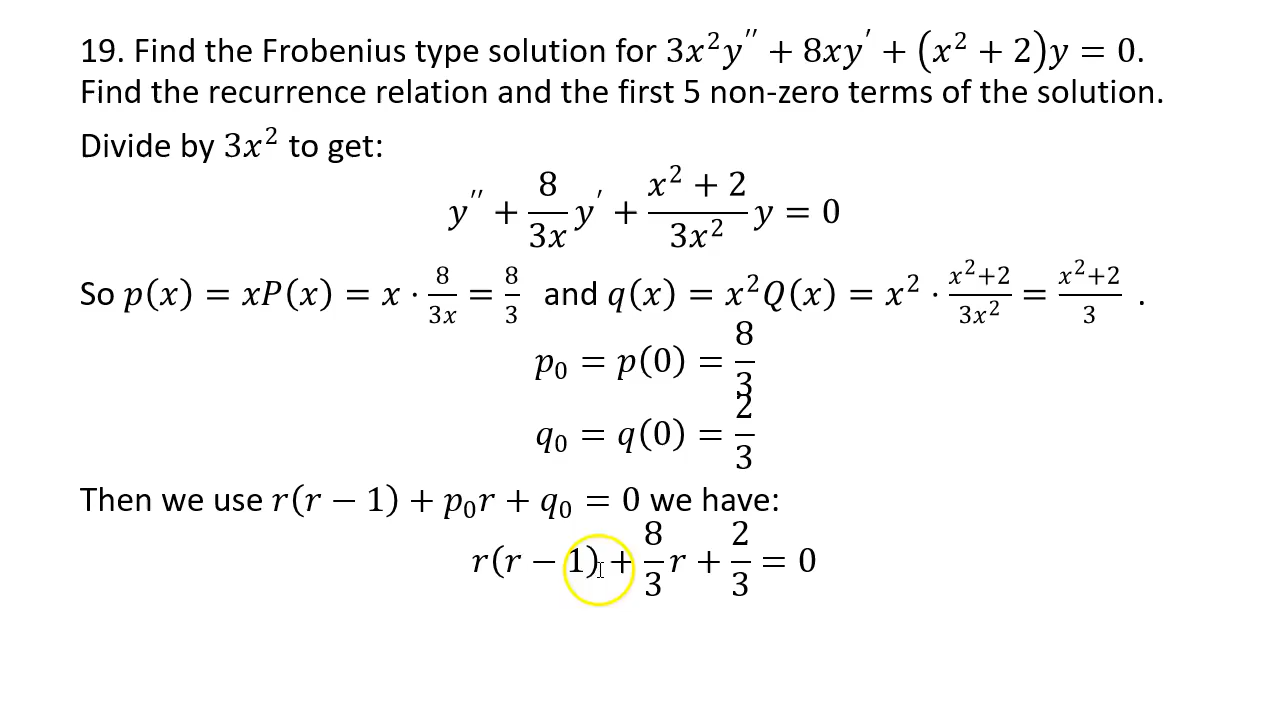 19. Find the Frobenius type solution for 3x²y′′ + 8xy′ + (x² + 2)y = 0.
Find the recurrence relation and the first 5 non-zero terms of the solution.
Divide by 3x² to get:
y′′ + 8/3x y′ + x² + 2/3x² y = 0
So p(x) = xP(x) = x · 8/3x = 8/3 and q(x) = x²Q(x) = x² · x²+2/3x² = x²+2/3 .
p₀ = p(0) = 8/3
q₀ = q(0) = 2/3
Then we use r(r − 1) + p₀r + q₀ = 0 we have:
r(r − 1) + 8/3 r + 2/3 = 0